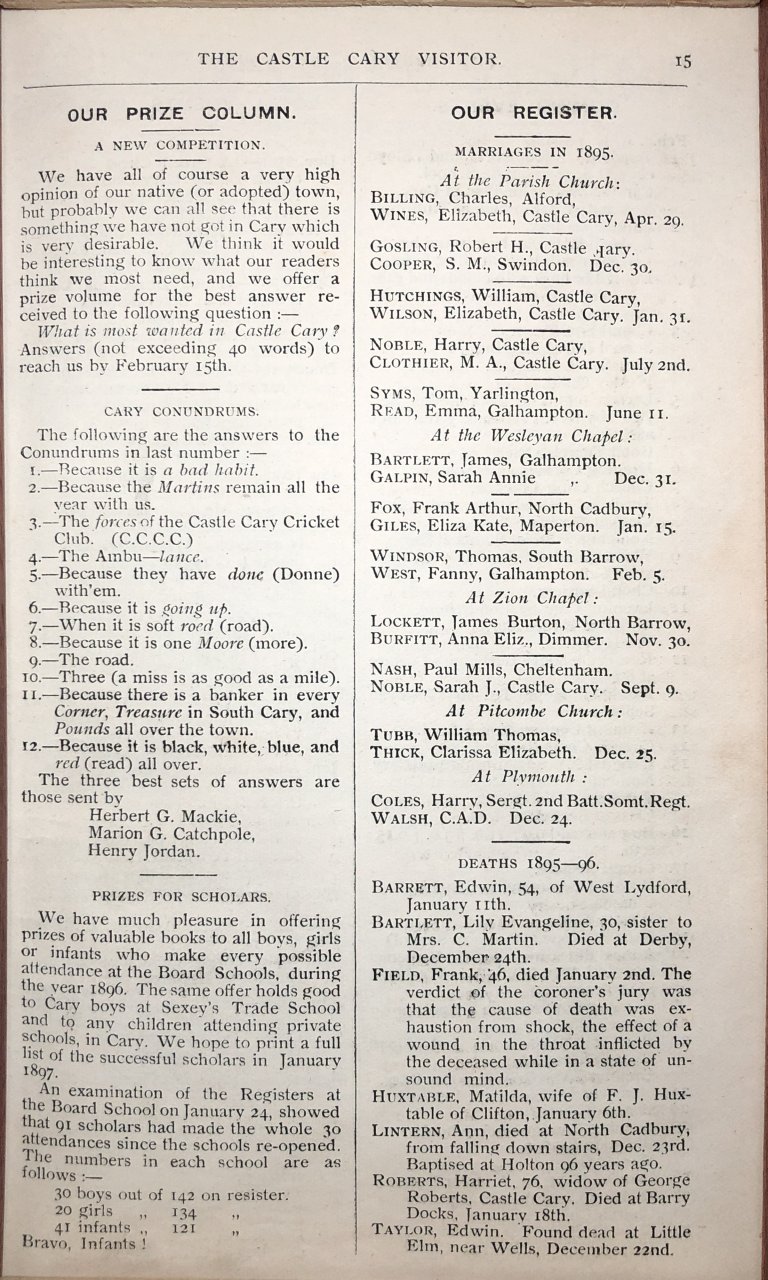 THE CASTLE CARY VISITOR. 15
OUR PRIZE COLUMN.
A NEW COMPETITION.
We have all of course a very high
opinion of our native (or adopted) town,
but probably we can all see that there is
something we have not got in Cary which
is very desirable. We think it would
be interesting to know what our readers
think we most need, and we offer a
prize volume for the best answer re-
ceived to the following question :—
What is most wanted in Castle Cary ?
Answers (not exceeding 40 words) to
reach us by February 15th.
CARY CONUNDRUMS.
The following are the answers to the
Conundrums in last number :—
1.—Because it is a bad habit.
2.—Because the Martins remain all the
year with us.
3.—The forces of the Castle Cary Cricket
Club. (C.C.C.C.)
4.—The Ambu—lance.
5.—Because they have done (Donne)
with'em.
6.—Because it is going up.
7.—When it is soft roed (road).
8.—Because it is one Moore (more).
9.—The road.
10.—Three (a miss is as good as a mile).
11.—Because there is a banker in every
Corner, Treasure in South Cary, and
Pounds all over the town.
12.—Because it is black, white, blue, and
red (read) all over.
The three best sets of answers are
those sent by
Herbert G. Mackie,
Marion G. Catchpole,
Henry Jordan.
PRIZES FOR SCHOLARS.
We have much pleasure in offering
prizes of valuable books to all boys, girls
or infants who make every possible
attendance at the Board Schools, during
the year 1896. The same offer holds good
to Cary boys at Sexey's Trade School
and to any children attending private
schools, in Cary. We hope to print a full
list of the successful scholars in January
1897.
An examination of the Registers at
the Board School on January 24, showed
that 91 scholars had made the whole 30
attendances since the schools re-opened.
The numbers in each school are as
follows :—
30 boys out of 142 on resister.
20 girls ,, 134 ,,
41 infants ,, 121 ,,
Bravo, Infants !
OUR REGISTER.
MARRIAGES IN 1895.
At the Parish Church:
BILLING, Charles, Alford,
WINES, Elizabeth, Castle Cary, Apr. 29.
GOSLING, Robert H., Castle Cary.
COOPER, S. M., Swindon. Dec. 30.
HUTCHINGS, William, Castle Cary,
WILSON, Elizabeth, Castle Cary. Jan. 31.
NOBLE, Harry, Castle Cary,
CLOTHIER, M. A., Castle Cary. July 2nd.
SYMS, Tom, Yarlington,
READ, Emma, Galhampton. June 11.
At the Wesleyan Chapel :
BARTLETT, James, Galhampton.
GALPIN, Sarah Annie ,. Dec. 31.
FOX, Frank Arthur, North Cadbury,
GILES, Eliza Kate, Maperton. Jan. 15.
WINDSOR, Thomas, South Barrow,
WEST, Fanny, Galhampton. Feb. 5.
At Zion Chapel :
LOCKETT, James Burton, North Barrow,
BURFITT, Anna Eliz., Dimmer. Nov. 30.
NASH, Paul Mills, Cheltenham.
NOBLE, Sarah J., Castle Cary. Sept. 9.
At Pitcombe Church :
TUBB, William Thomas,
THICK, Clarissa Elizabeth. Dec. 25.
At Plymouth :
COLES, Harry, Sergt. 2nd Batt.Somt.Regt.
WALSH, C.A.D. Dec. 24.
DEATHS 1895—96.
BARRETT, Edwin, 54, of West Lydford,
January 11th.
BARTLETT, Lily Evangeline, 30, sister to
Mrs. C. Martin. Died at Derby,
December 24th.
FIELD, Frank, 46, died January 2nd. The
verdict of the coroner's jury was
that the cause of death was ex-
haustion from shock, the effect of a
wound in the throat inflicted by
the deceased while in a state of un-
sound mind.
HUXTABLE, Matilda, wife of F. J. Hux-
table of Clifton, January 6th.
LINTERN, Ann, died at North Cadbury,
from falling down stairs, Dec. 23rd.
Baptised at Holton 96 years ago.
ROBERTS, Harriet, 76, widow of George
Roberts, Castle Cary. Died at Barry
Docks, January 18th.
TAYLOR, Edwin. Found dead at Little
Elm, near Wells, December 22nd.